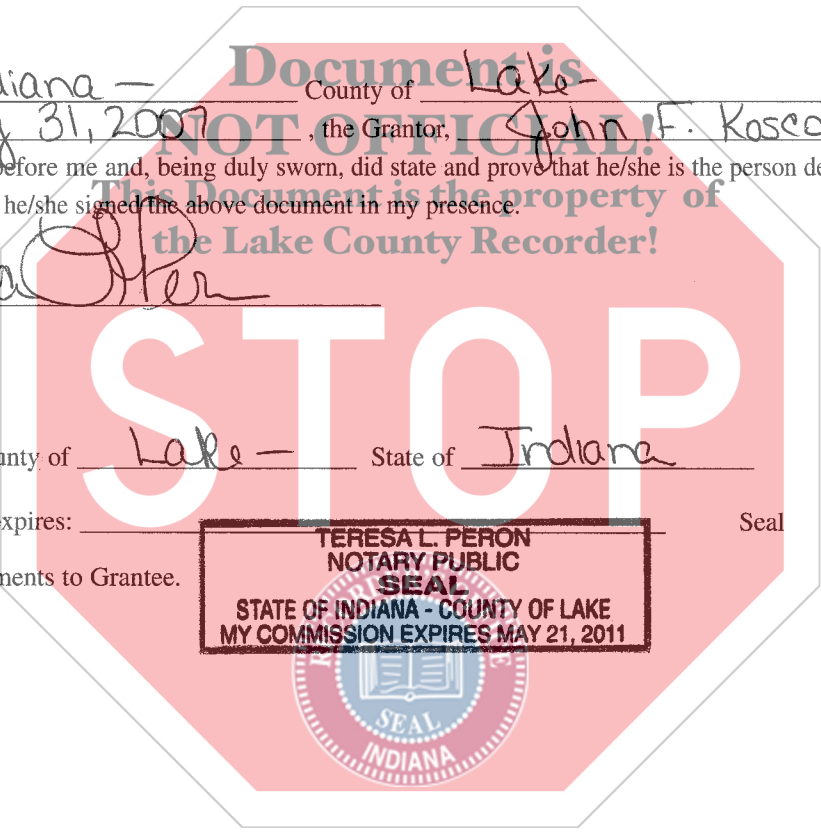 Document is
diana — County of Lake-
31, 2007, the Grantor, John F. Kosco
NOT OFFICIAL!
before me and, being duly sworn, did state and prove that he/she is the person de
This Document is the property of
he/she signed the above document in my presence.
the Lake County Recorder!
STOP
unty of Lake — State of Indiana
xpires: Seal
TERESA L. PERON
NOTARY PUBLIC
ments to Grantee.
SEAL
STATE OF INDIANA - COUNTY OF LAKE
MY COMMISSION EXPIRES MAY 21, 2011
SEAL
INDIANA